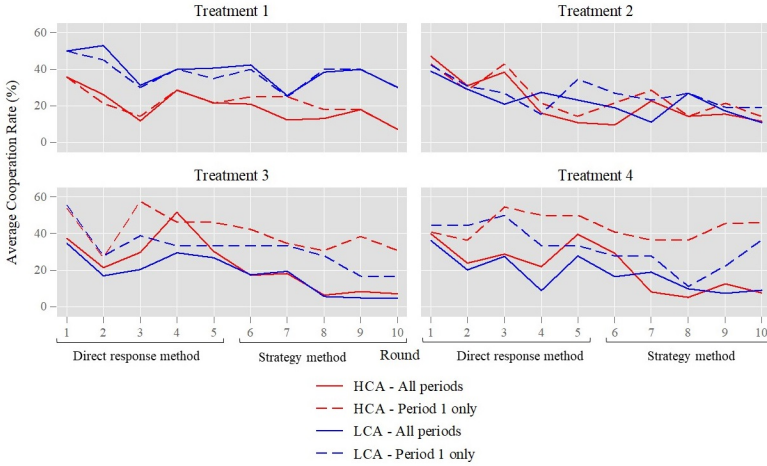 Treatment 1
Treatment 2
60
40
20
0
Treatment 3
Treatment 4
60
40
20
0
Average Cooperation Rate (%)
1 2 3 4 5 6 7 8 9 10
1 2 3 4 5 6 7 8 9 10
Direct response method Strategy method Round Direct response method Strategy method
HCA - All periods
HCA - Period 1 only
LCA - All periods
LCA - Period 1 only